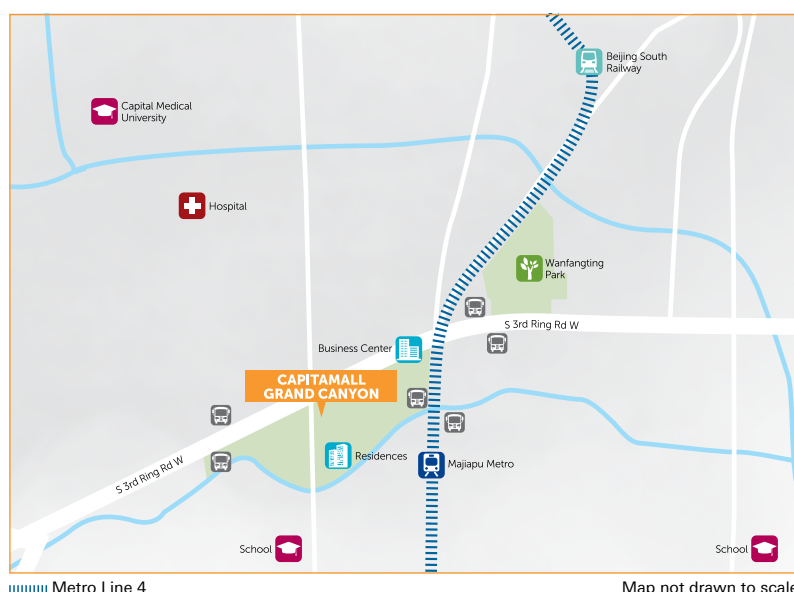 Beijing South
Railway
Capital Medical
University
Hospital
Wanfangting
Park
S 3rd Ring Rd W
Business Center
CAPITAMALL
GRAND CANYON
Residences
Majiapu Metro
S 3rd Ring Rd W
School
School
Metro Line 4
Map not drawn to scale